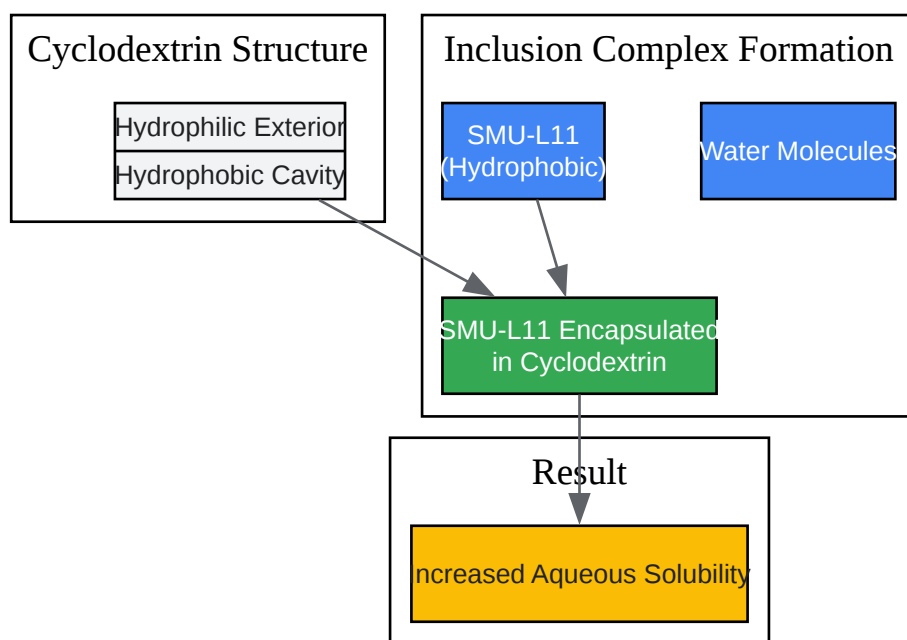 Cyclodextrin Structure
Hydrophilic Exterior
Hydrophobic Cavity
Inclusion Complex Formation
SMU-L11
(Hydrophobic)
Water Molecules
SMU-L11 Encapsulated
in Cyclodextrin
Result
Increased Aqueous Solubility